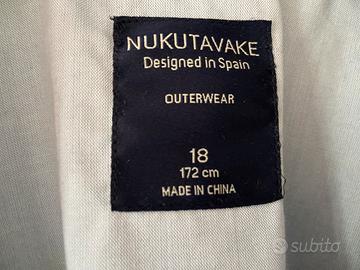 NUKUTAVAKE
Designed in Spain
OUTERWEAR
18
172 cm
MADE IN CHINA
subito